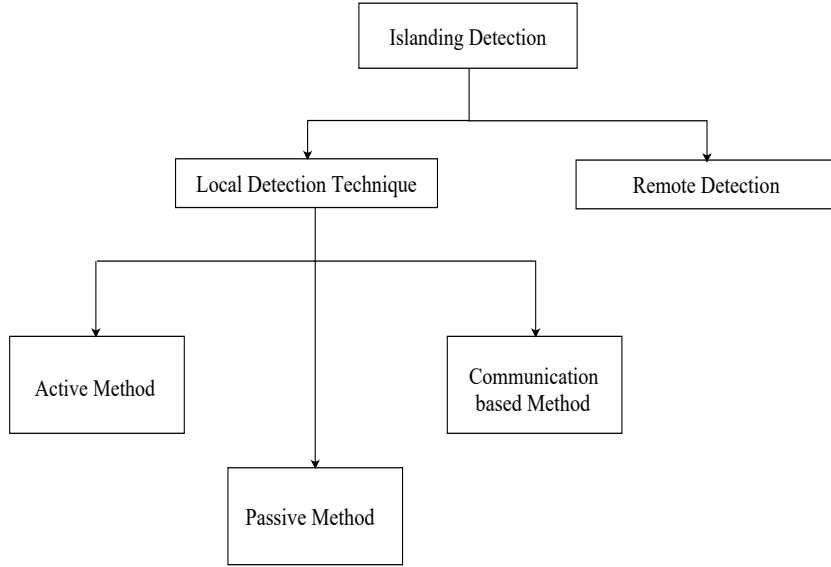 Islanding Detection
Local Detection Technique
Remote Detection
Active Method
Communication
based Method
Passive Method